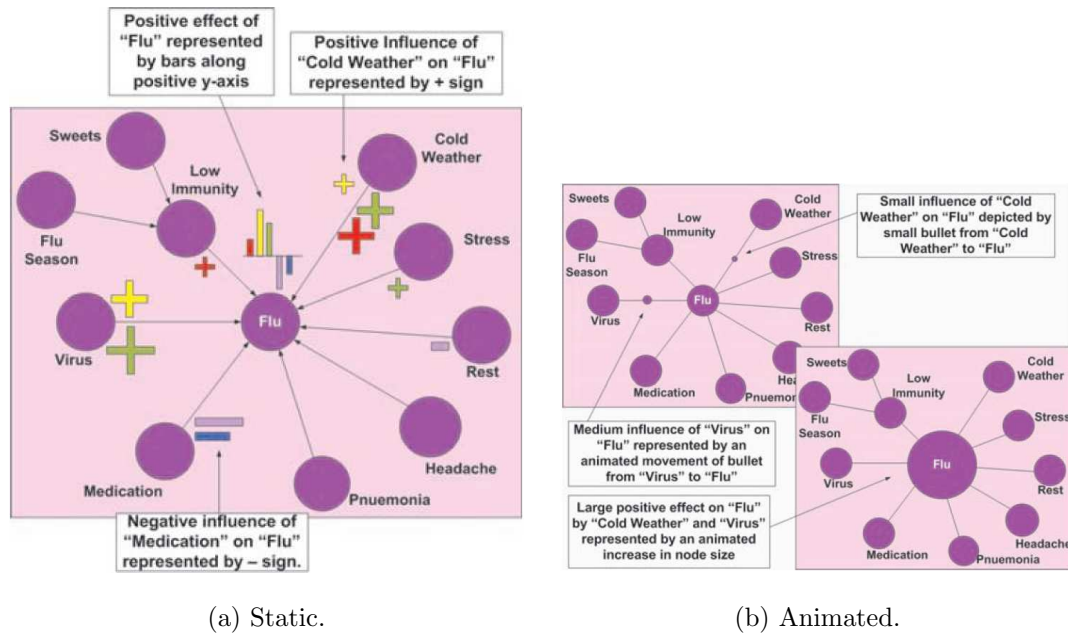 Positive effect of
“Flu” represented
by bars along
positive y-axis
Positive Influence of
“Cold Weather” on “Flu”
represented by + sign
Sweets
Cold
Weather
Low
Immunity
Flu
Season
Stress
Virus
Flu
Rest
Medication
Headache
Pnuemonia
Negative influence of
“Medication” on “Flu”
represented by – sign.
(a) Static.
Sweets
Cold
Weather
Low
Immunity
Flu
Season
Stress
Virus
Flu
Rest
Medication
Pnuemonia
Hea
Small influence of “Cold
Weather” on “Flu” depicted by
small bullet from “Cold
Weather” to “Flu”
Medium influence of “Virus” on
“Flu” represented by an
animated movement of bullet
from “Virus” to “Flu”
Large positive effect on “Flu”
by “Cold Weather” and “Virus”
represented by an animated
increase in node size
Sweets
Cold
Weather
Low
Immunity
Flu
Season
Stress
Virus
Flu
Rest
Medication
Headache
Pnuemonia
(b) Animated.